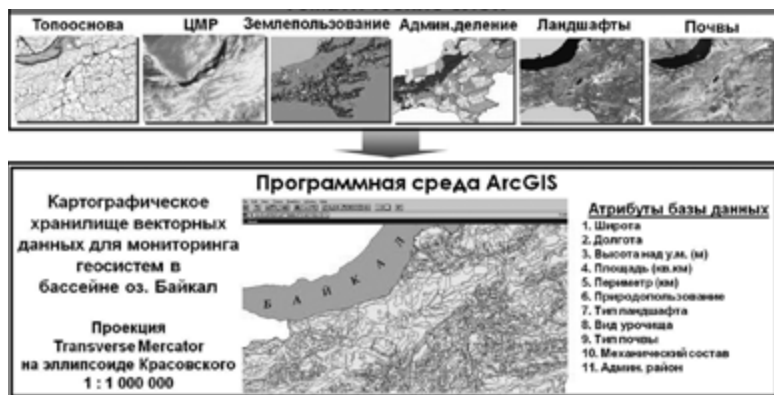 Топооснова
ЦМР
Землепользование
Админ.деление
Ландшафты
Почвы
Программная среда ArcGIS
Картографическое
хранилище векторных
данных для мониторинга
геосистем в
бассейне оз. Байкал
Проекция
Transverse Mercator
на эллипсоиде Красовского
1 : 1 000 000
БАЙКАЛ
Атрибуты базы данных
1. Широта
2. Долгота
3. Высота над у.м. (м)
4. Площадь (кв.км)
5. Периметр (км)
6. Природопользование
7. Тип ландшафта
8. Вид урочища
9. Тип почвы
10. Механический состав
11. Админ. район